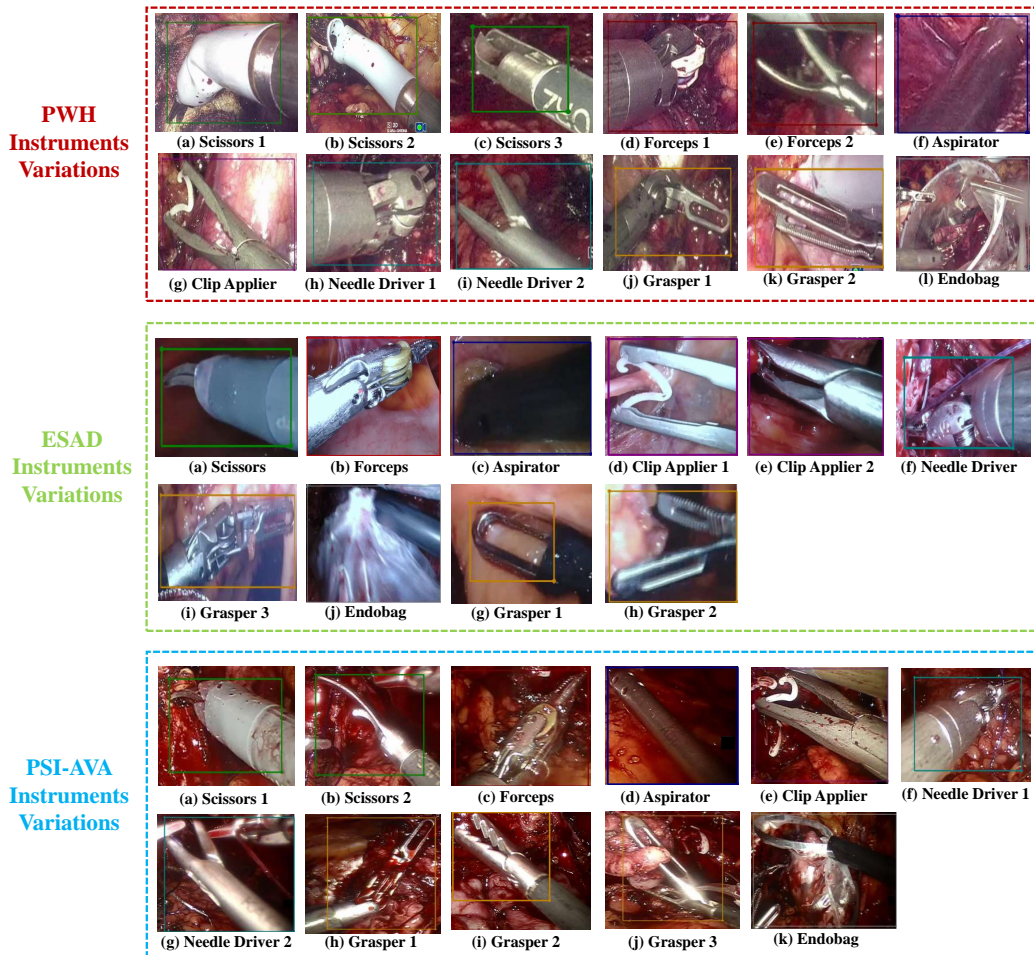 PWH
Instruments
Variations
(a) Scissors 1
(b) Scissors 2
(c) Scissors 3
(d) Forceps 1
(e) Forceps 2
(f) Aspirator
(g) Clip Applier
(h) Needle Driver 1
(i) Needle Driver 2
(j) Grasper 1
(k) Grasper 2
(l) Endobag
ESAD
Instruments
Variations
(a) Scissors
(b) Forceps
(c) Aspirator
(d) Clip Applier 1
(e) Clip Applier 2
(f) Needle Driver
(i) Grasper 3
(j) Endobag
(g) Grasper 1
(h) Grasper 2
PSI-AVA
Instruments
Variations
(a) Scissors 1
(b) Scissors 2
(c) Forceps
(d) Aspirator
(e) Clip Applier
(f) Needle Driver 1
(g) Needle Driver 2
(h) Grasper 1
(i) Grasper 2
(j) Grasper 3
(k) Endobag